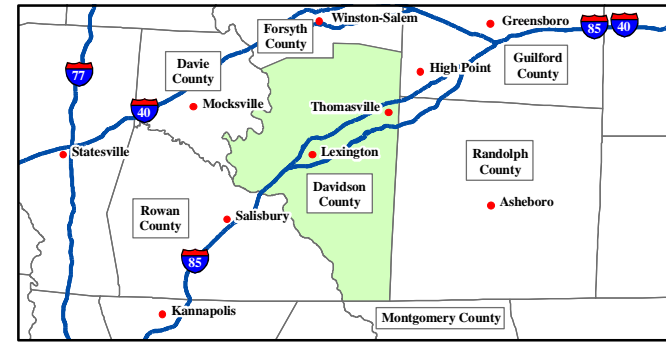 Winston-Salem
Greensboro
85
40
Forsyth
County
Guilford
County
Davie
County
High Point
77
Mocksville
Thomasville
40
Statesville
Lexington
Randolph
County
Davidson
County
Asheboro
Rowan
County
Salisbury
85
Kannapolis
Montgomery County